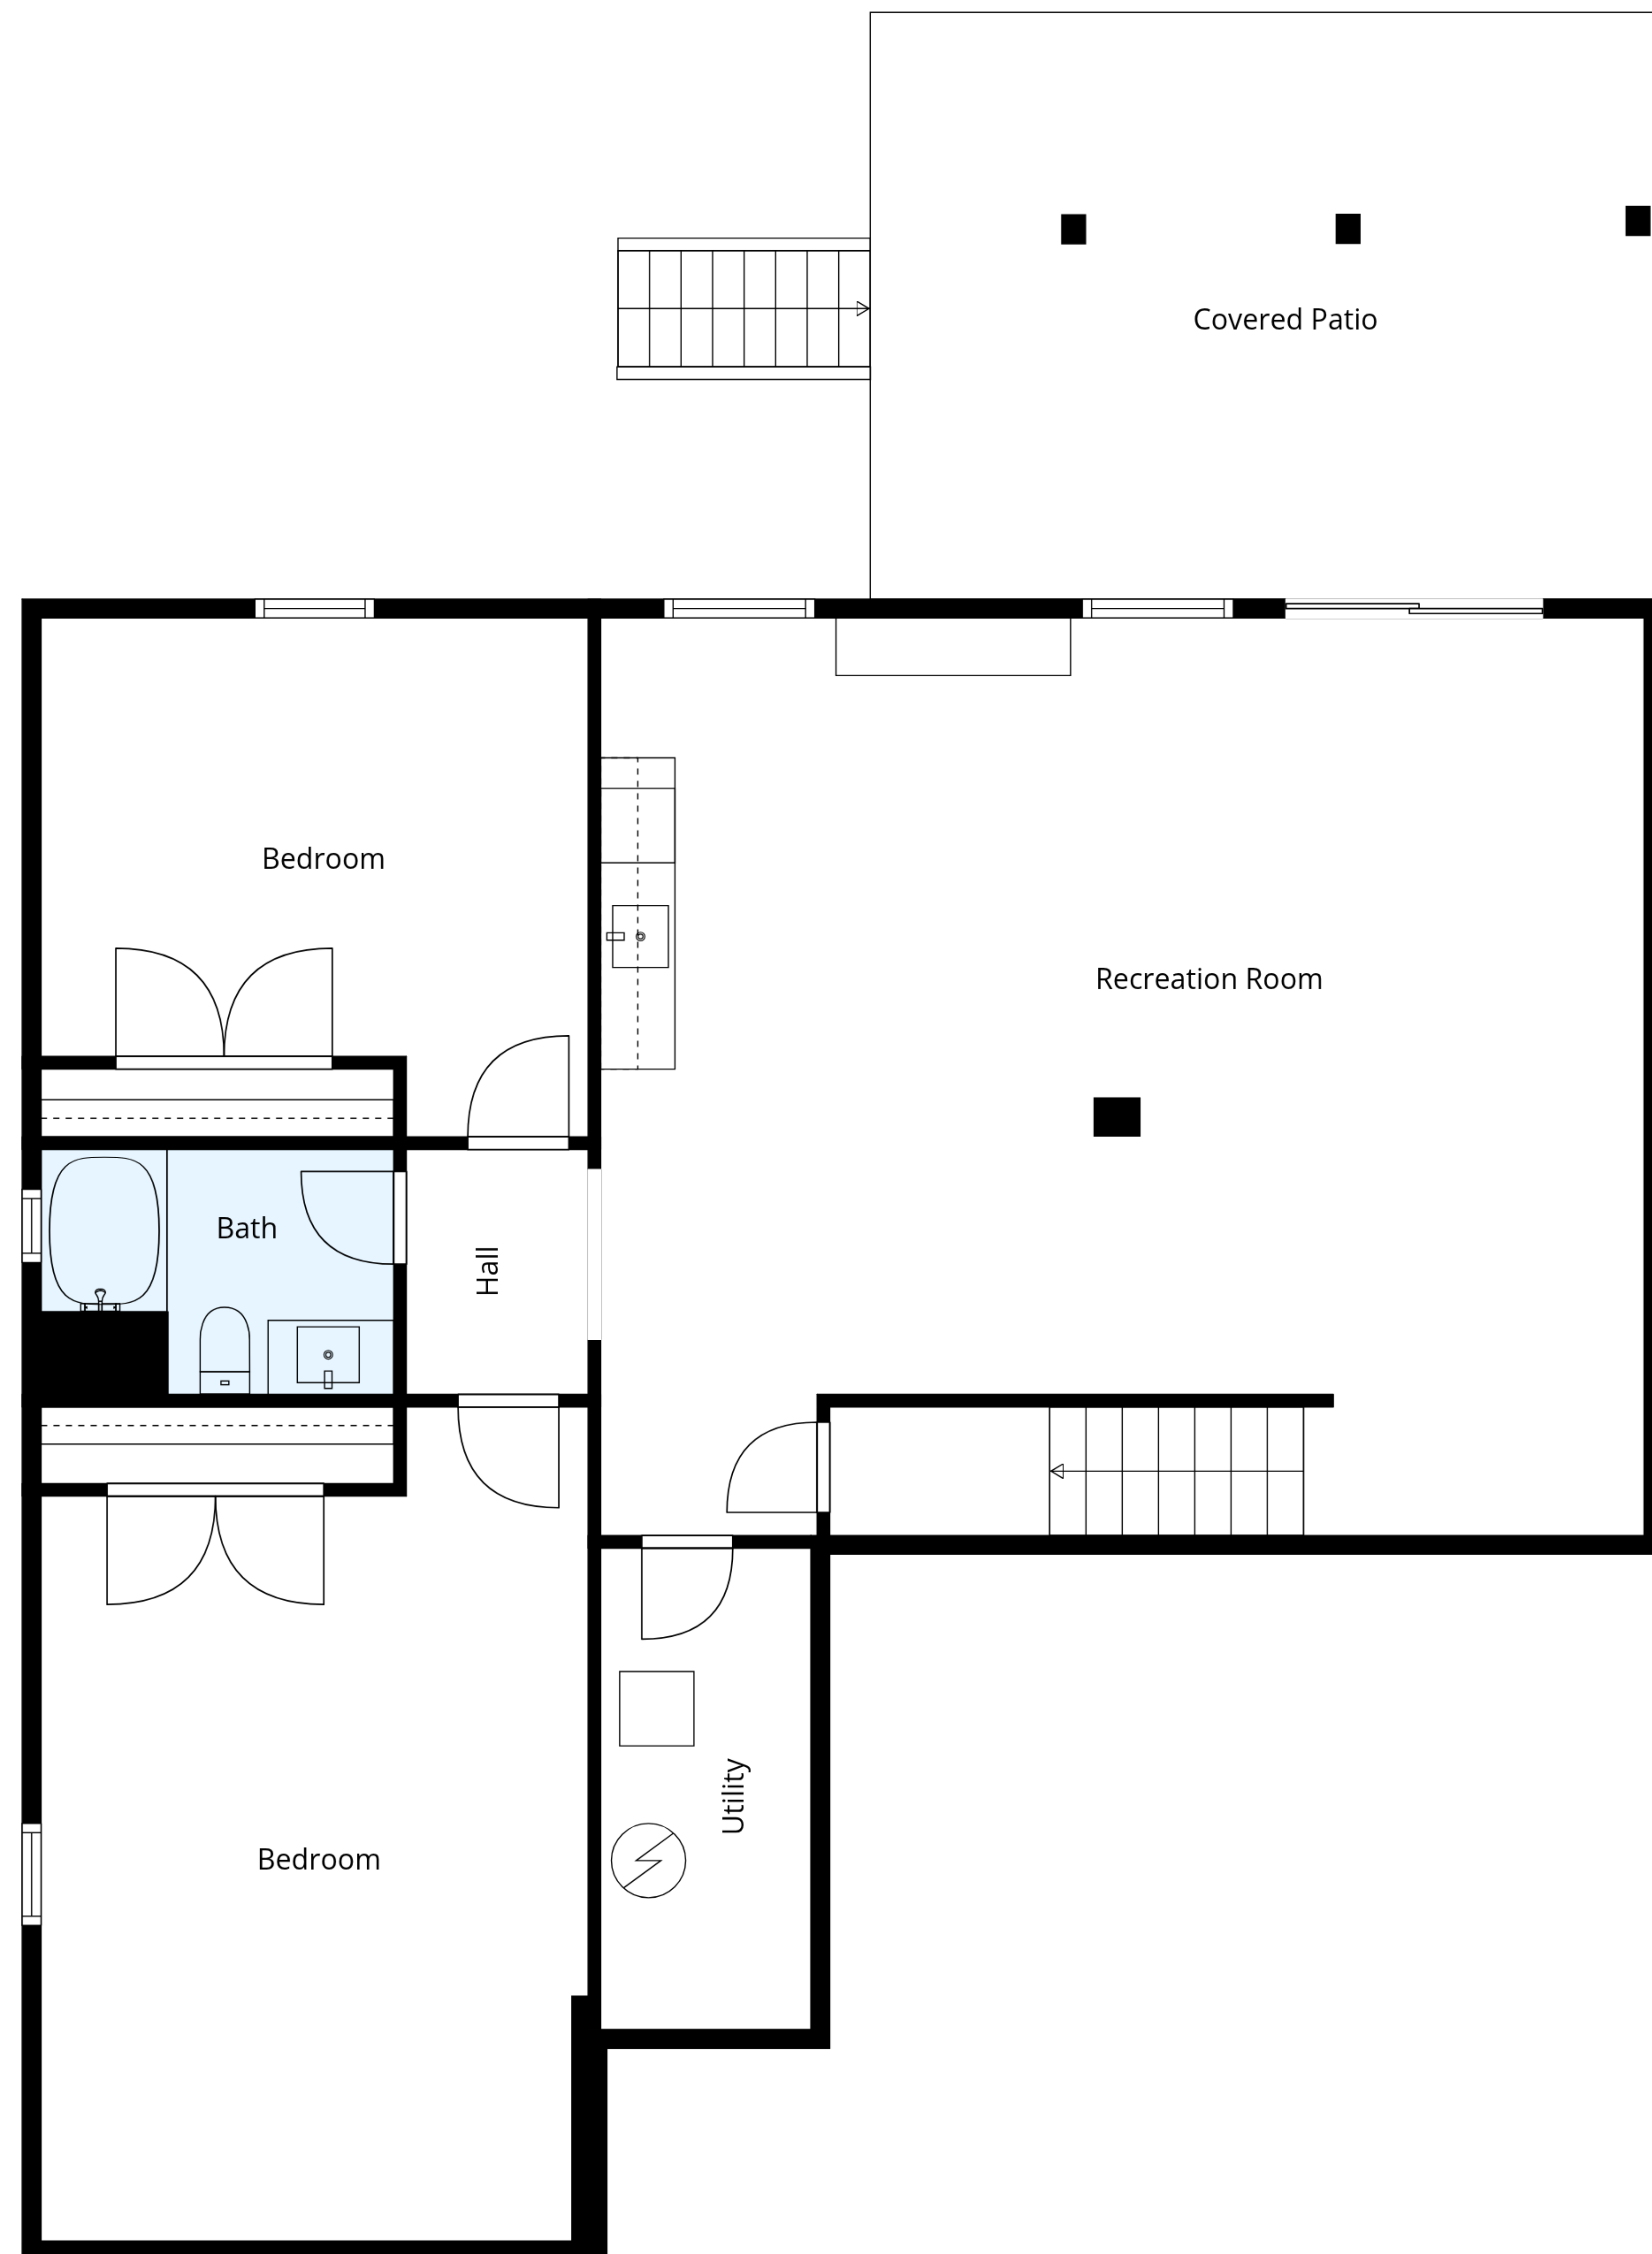 Covered Patio
Bedroom
Recreation Room
Bath
Hall
Utility
Bedroom